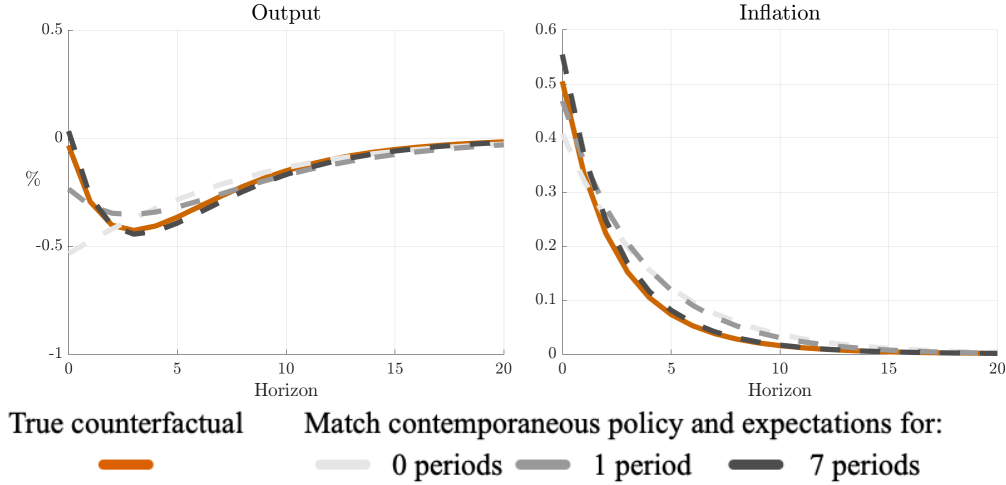 Output
Inflation
0.5
0
-0.5
-1
%
0 5 10 15 20
Horizon
0.6
0.5
0.4
0.3
0.2
0.1
0
0 5 10 15 20
Horizon
True counterfactual
Match contemporaneous policy and expectations for:
0 periods 1 period 7 periods